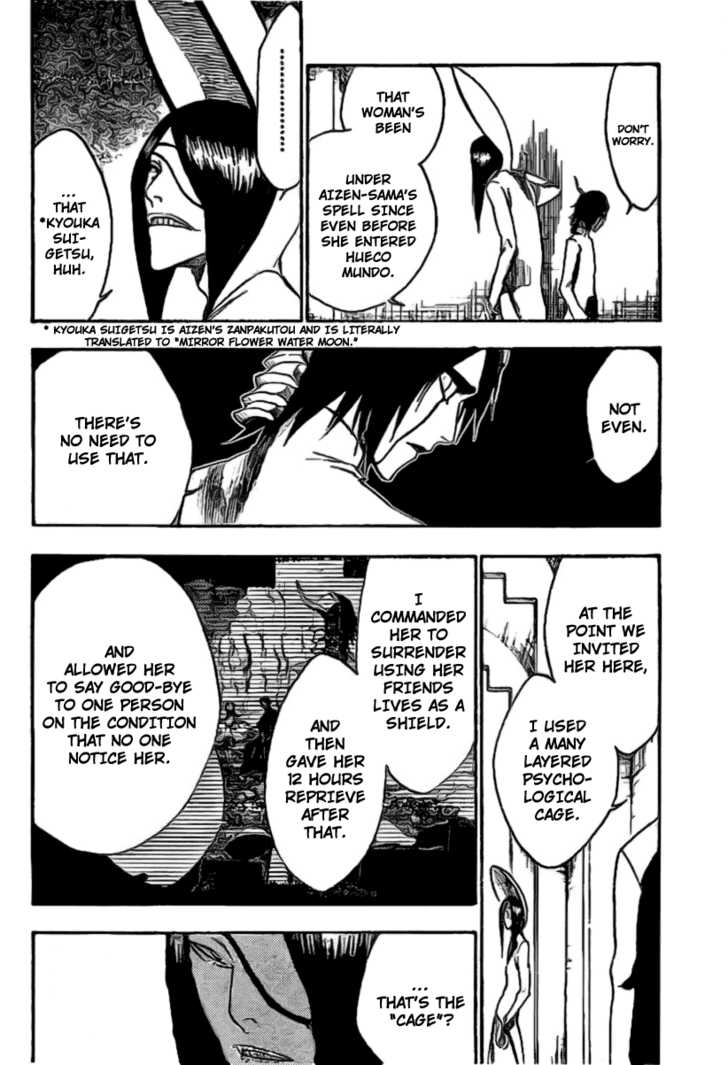 DON'T
WORRY.
THAT
WOMAN'S
BEEN
UNDER
AIZEN-SAMA'S
SPELL SINCE
EVEN BEFORE
SHE ENTERED
HUECO
MUNDO.
............
...
THAT
*KYOUKA
SUI-
GETSU,
HUH.
* KYOUKA SUIGETSU IS AIZEN'S ZANPAKUTOU AND IS LITERALLY
TRANSLATED TO "MIRROR FLOWER WATER MOON."
NOT
EVEN.
THERE'S
NO NEED TO
USE THAT.
AT THE
POINT WE
INVITED
HER HERE,
I USED
A MANY
LAYERED
PSYCHO-
LOGICAL
CAGE.
I
COMMANDED
HER TO
SURRENDER
USING HER
FRIENDS
LIVES AS A
SHIELD.
AND
THEN
GAVE HER
12 HOURS
REPRIEVE
AFTER
THAT.
AND
ALLOWED HER
TO SAY GOOD-BYE
TO ONE PERSON
ON THE CONDITION
THAT NO ONE
NOTICE HER.
...
THAT'S THE
"CAGE"?